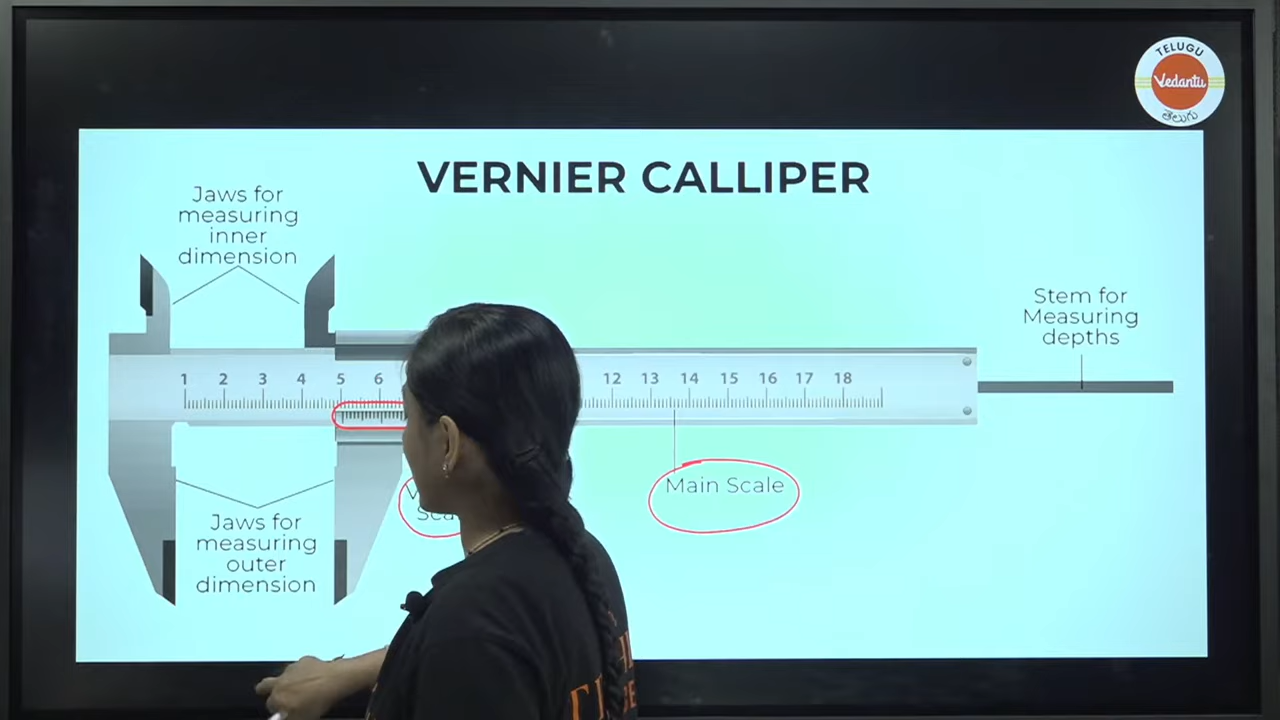 TELUGU
Vedantu
తెలుగు
VERNIER CALLIPER
Jaws for
measuring
inner
dimension
Stem for
Measuring
depths
1 2 3 4 5 6 12 13 14 15 16 17 18
Main Scale
Jaws for
measuring
outer
dimension